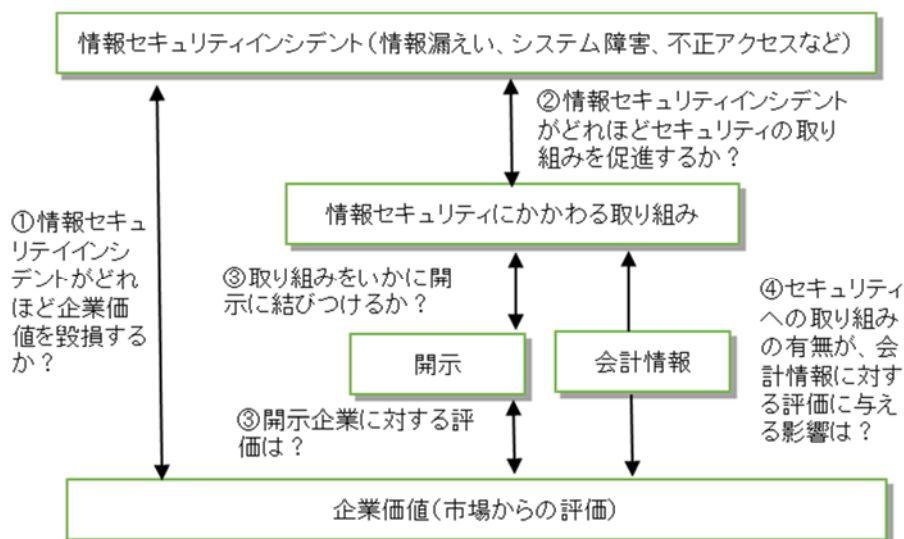 情報セキュリティインシデント(情報漏えい、システム障害、不正アクセスなど)
②情報セキュリティインシデント
がどれほどセキュリティの取り
組みを促進するか?
情報セキュリティにかかわる取り組み
①情報セキュ
リテイインシ
デントがどれ
ほど企業価
値を毀損する
か?
③取り組みをいかに開
示に結びつけるか?
④セキュリティ
への取り組み
の有無が、会
計情報に対す
る評価に与え
る影響は?
開示
会計情報
③開示企業に対する評
価は?
企業価値(市場からの評価)